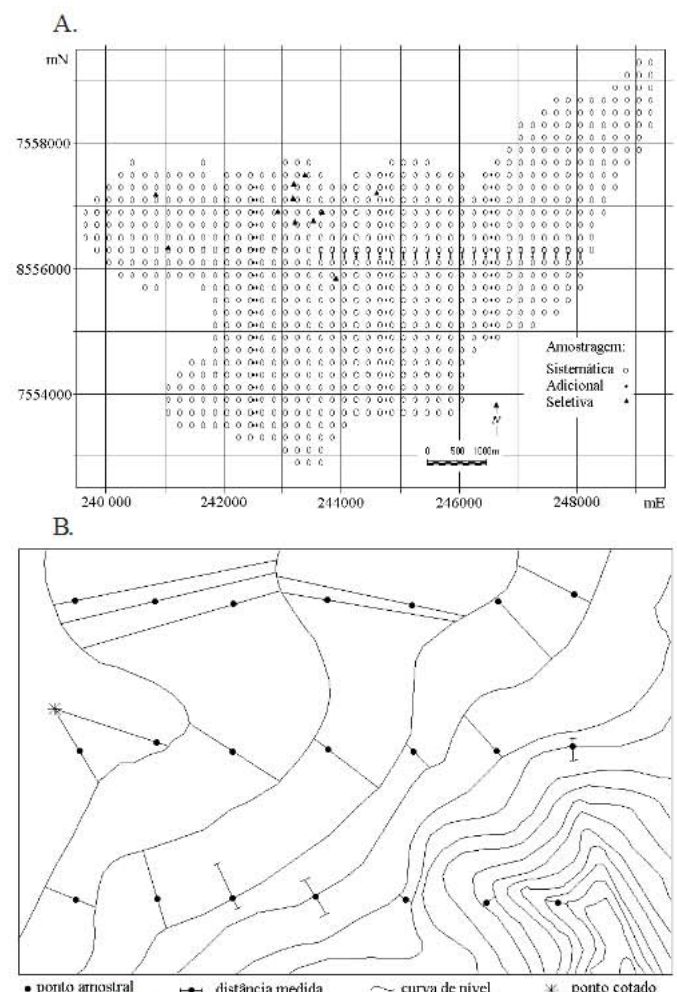 A.
mN
7558000
8556000
7554000
Amostragem:
Sistemática
Adicional
Seletiva
N
0 500 1000m
240 000 242000 244000 246000 248000 mE
B.
ponto amostral distância medida curva de nível ponto cotado